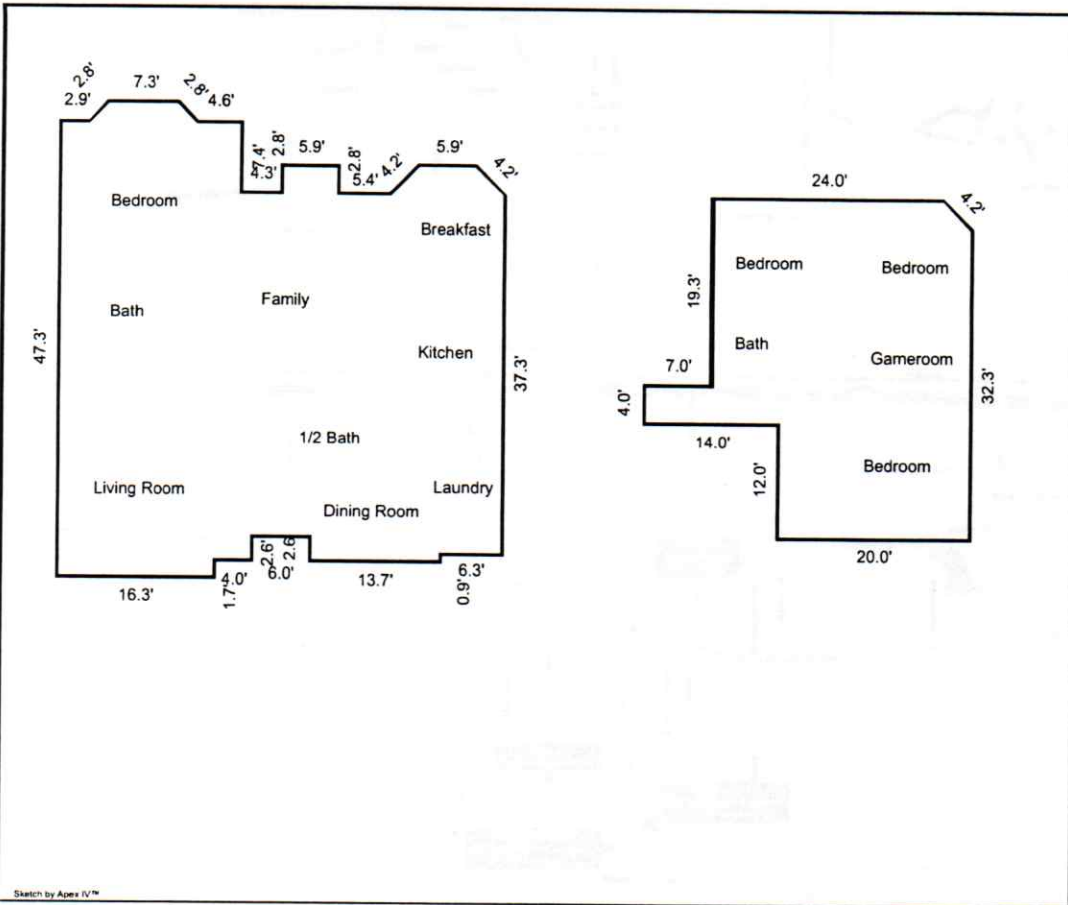 2.8' 7.3' 2.8'
2.9' 4.6'
7.4' 2.8' 5.9' 2.8' 4.2' 5.9' 4.2'
4.3' 5.4'
Bedroom
Breakfast
Bath
Family
47.3'
Kitchen
37.3'
1/2 Bath
Living Room
Laundry
Dining Room
2.6' 2.6'
4.0' 6.0' 13.7' 6.3'
16.3' 1.7' 0.9'
24.0' 4.2'
Bedroom Bedroom
19.3'
Bath
Gameroom
7.0' 32.3'
4.0'
14.0'
12.0' Bedroom
20.0'
Sketch by Apex IV™